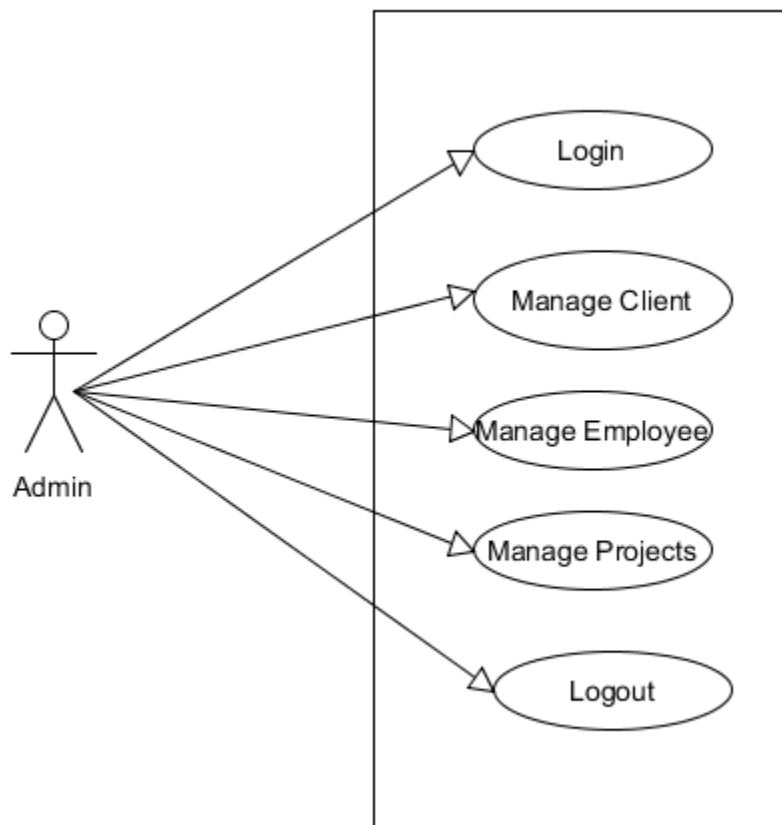 Login
Manage Client
Manage Employee
Admin
Manage Projects
Logout